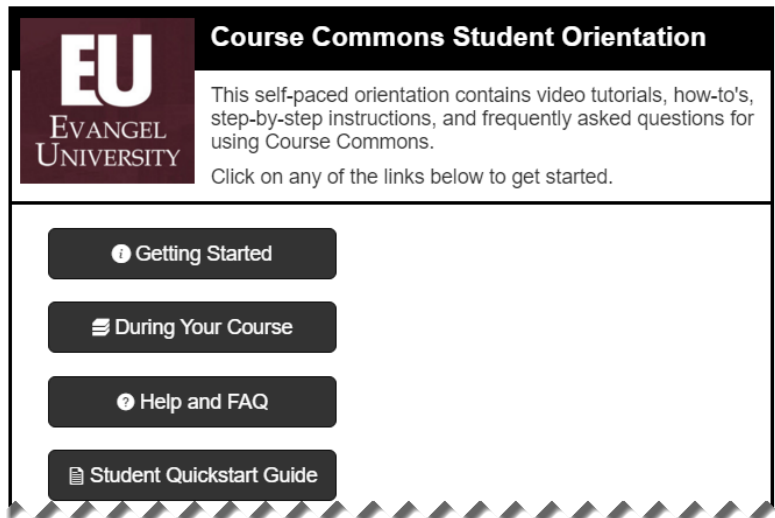 Course Commons Student Orientation
EU
EVANGEL
UNIVERSITY
This self-paced orientation contains video tutorials, how-to's,
step-by-step instructions, and frequently asked questions for
using Course Commons.
Click on any of the links below to get started.
Getting Started
During Your Course
Help and FAQ
Student Quickstart Guide